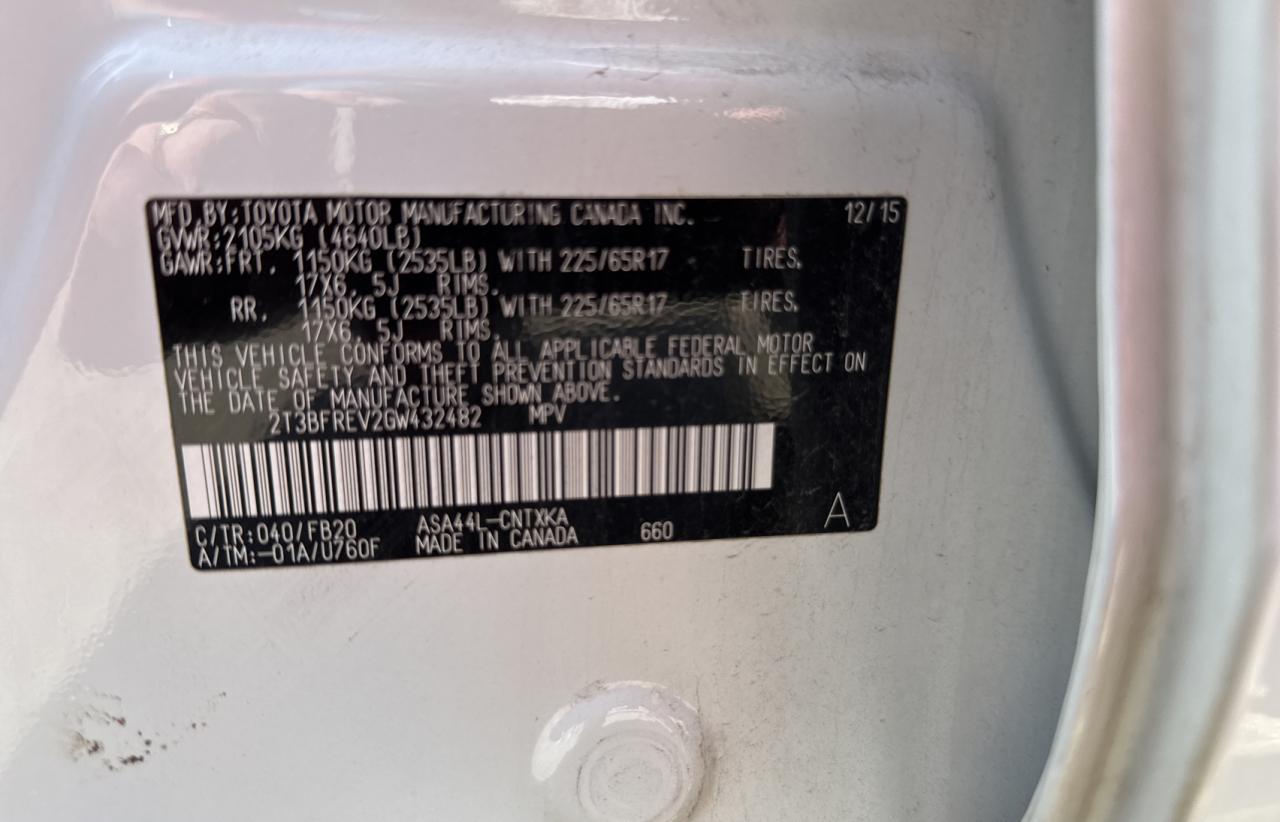 MFD.BY:TOYOTA MOTOR MANUFACTURING CANADA INC. 12/15
GVWR:2105KG (4640LB)
GAWR:FRT. 1150KG (2535LB) WITH 225/65R17 TIRES,
17X6.5J RIMS,
RR. 1150KG (2535LB) WITH 225/65R17 TIRES,
17X6.5J RIMS,
THIS VEHICLE CONFORMS TO ALL APPLICABLE FEDERAL MOTOR
VEHICLE SAFETY AND THEFT PREVENTION STANDARDS IN EFFECT ON
THE DATE OF MANUFACTURE SHOWN ABOVE.
2T3BFREV2GW432482 MPV
C/TR:040/FB20 ASA44L-CNTXKA 660 A
A/TM:-01A/U760F MADE IN CANADA